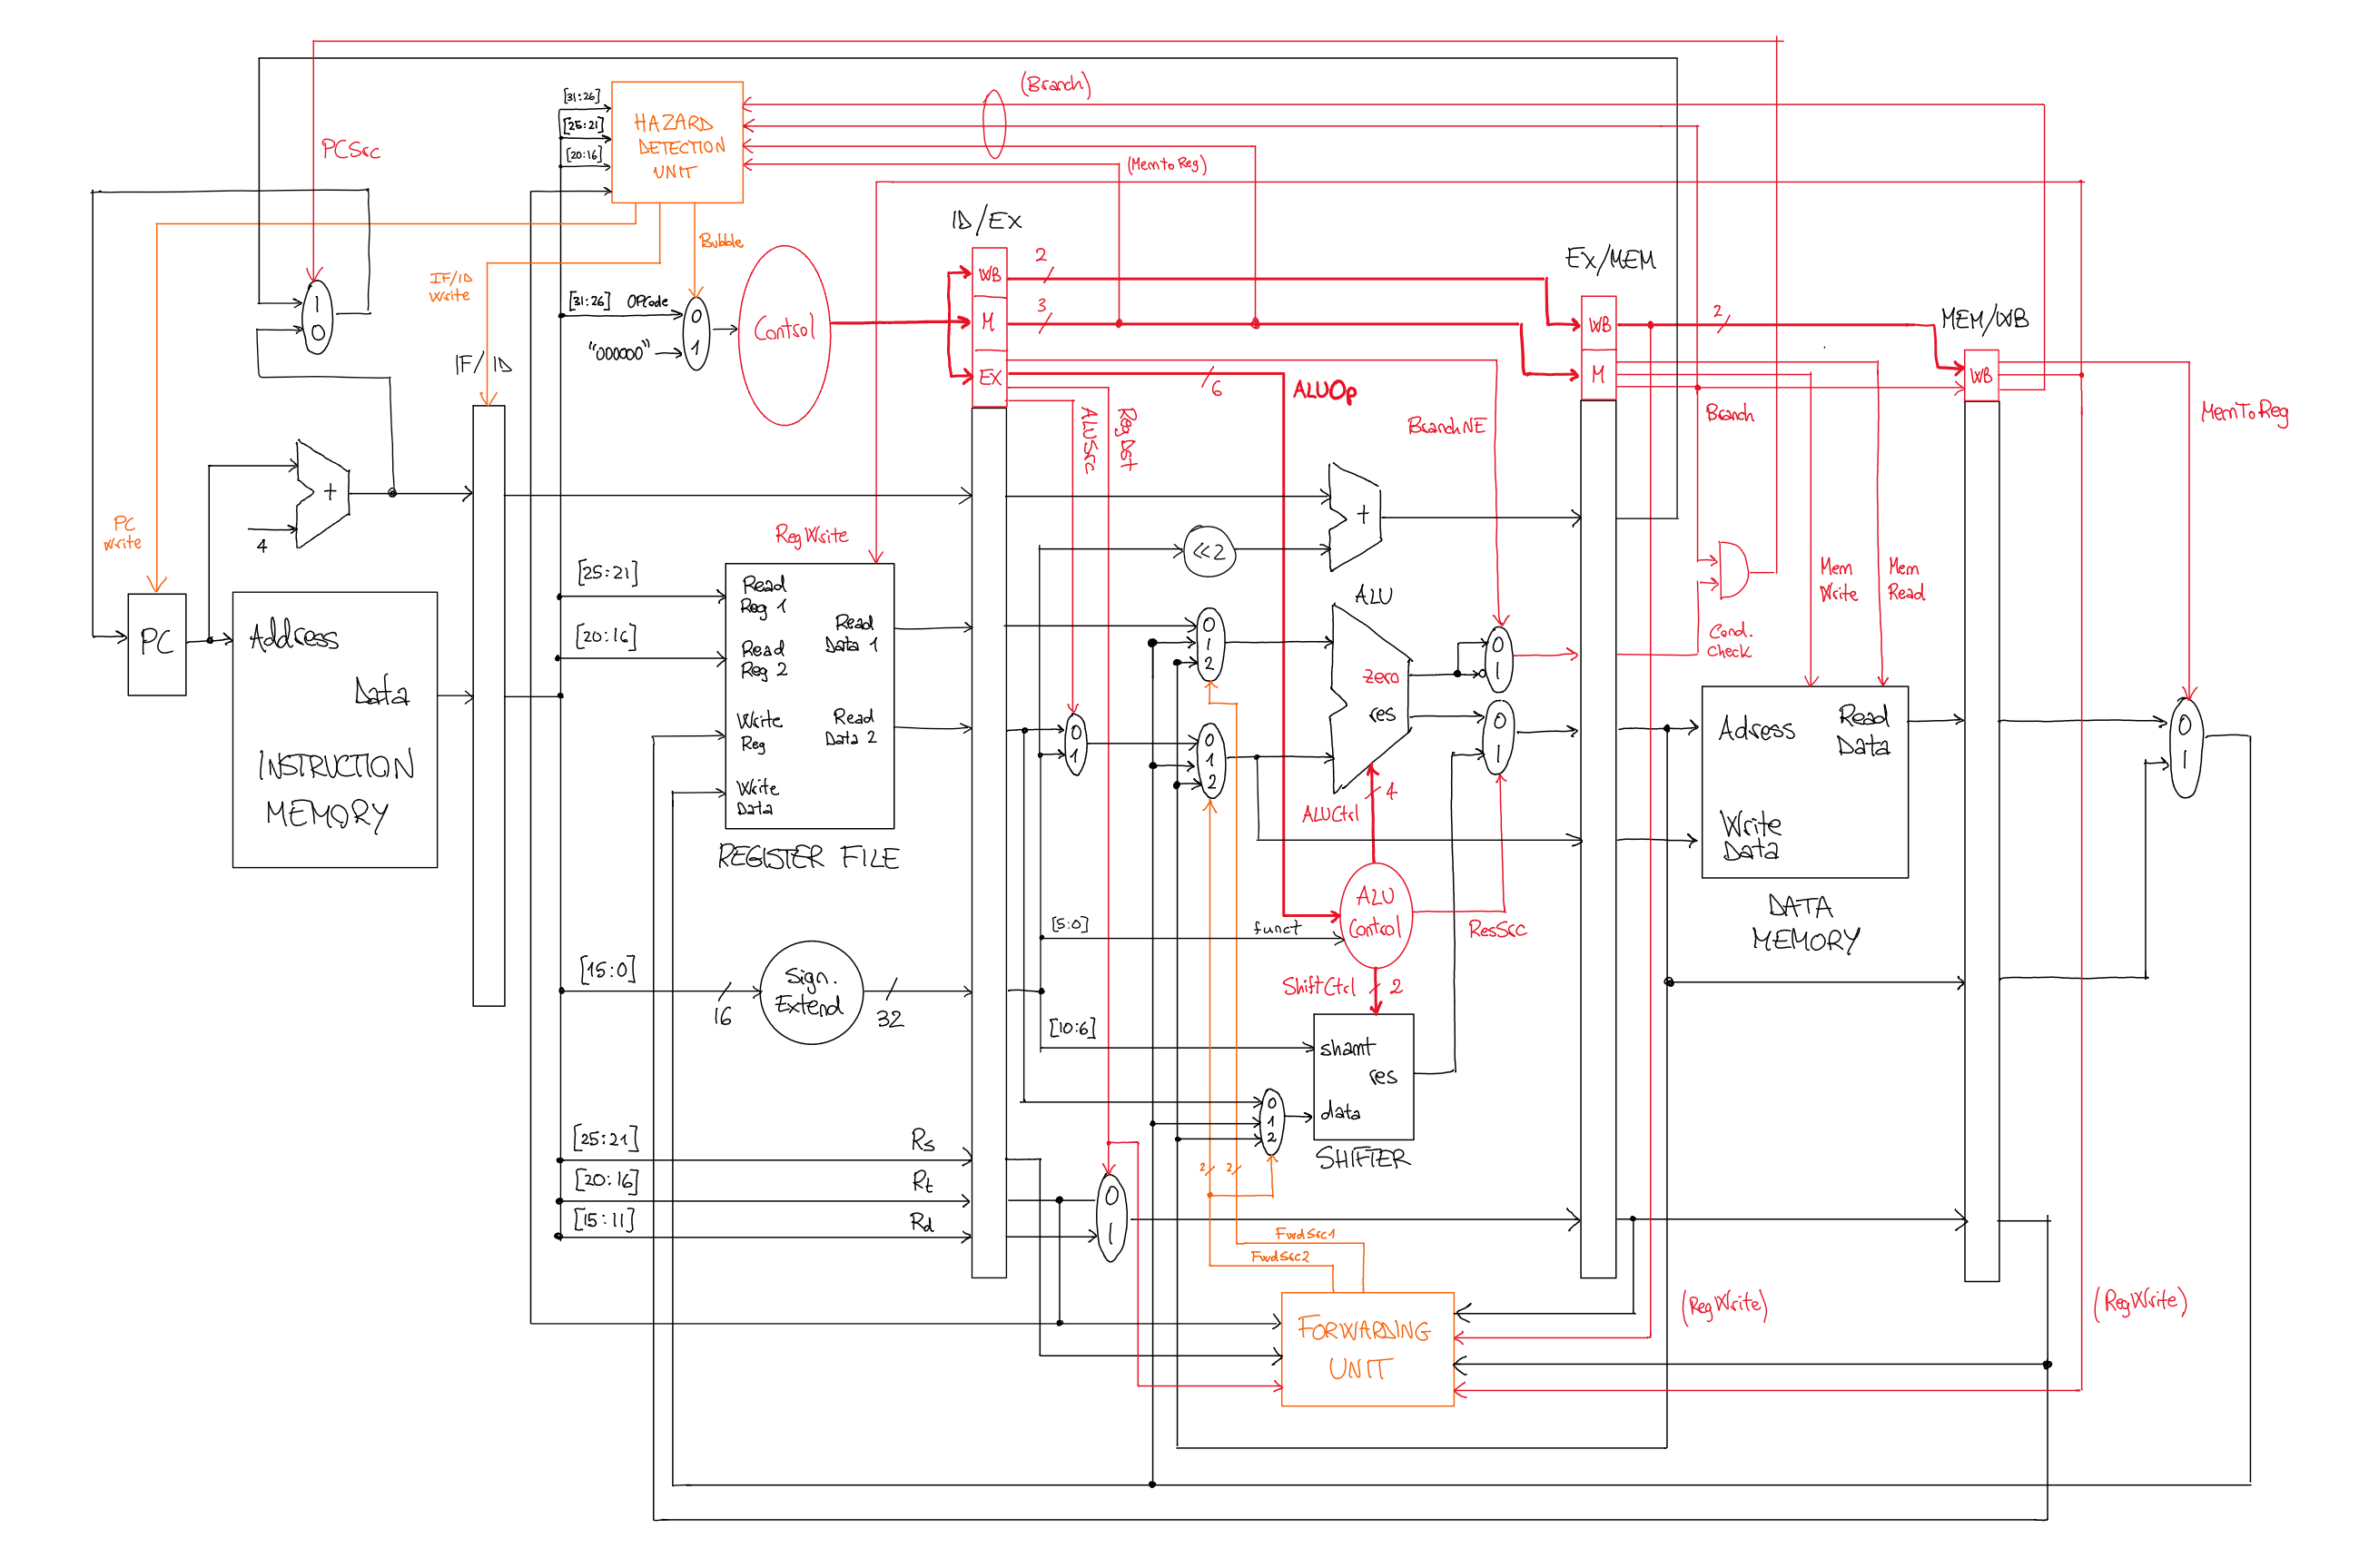 (Branch)
[31:26]
[25:21]
[20:16]
HAZARD
DETECTION
UNIT
PCSrc
(MemtoReg)
ID/EX
Bubble
IF/ID
Write
[31:26] OPCode
"000000"
0
1
Control
WB
M
EX
2
3
6
ALUOp
EX/MEM
WB
M
2
MEM/WB
WB
1
0
IF/ID
ALUSrc
RegDst
BranchNE
Branch
MemToReg
+
4
PC
Write
RegWrite
+
<<2
[25:21]
[20:16]
Read
Reg 1
Read
Reg 2
Write
Reg
Write
Data
Read
Data 1
Read
Data 2
REGISTER FILE
PC
Address
Data
INSTRUCTION
MEMORY
0
1
2
0
1
0
1
2
ALU
Zero
res
0
1
0
1
Cond.
Check
Mem
Write
Mem
Read
Adress
Read
Data
Write
Data
DATA
MEMORY
0
1
ALUCtrl
4
ALU
Control
ResSrc
[5:0]
funct
[15:0]
16
Sign.
Extend
32
ShiftCtrl
2
[10:6]
shamt
res
data
SHIFTER
0
1
2
[25:21]
Rs
[20:16]
Rt
[15:11]
Rd
0
1
2
2
FwdSrc1
FwdSrc2
FORWARDING
UNIT
(RegWrite)
(RegWrite)